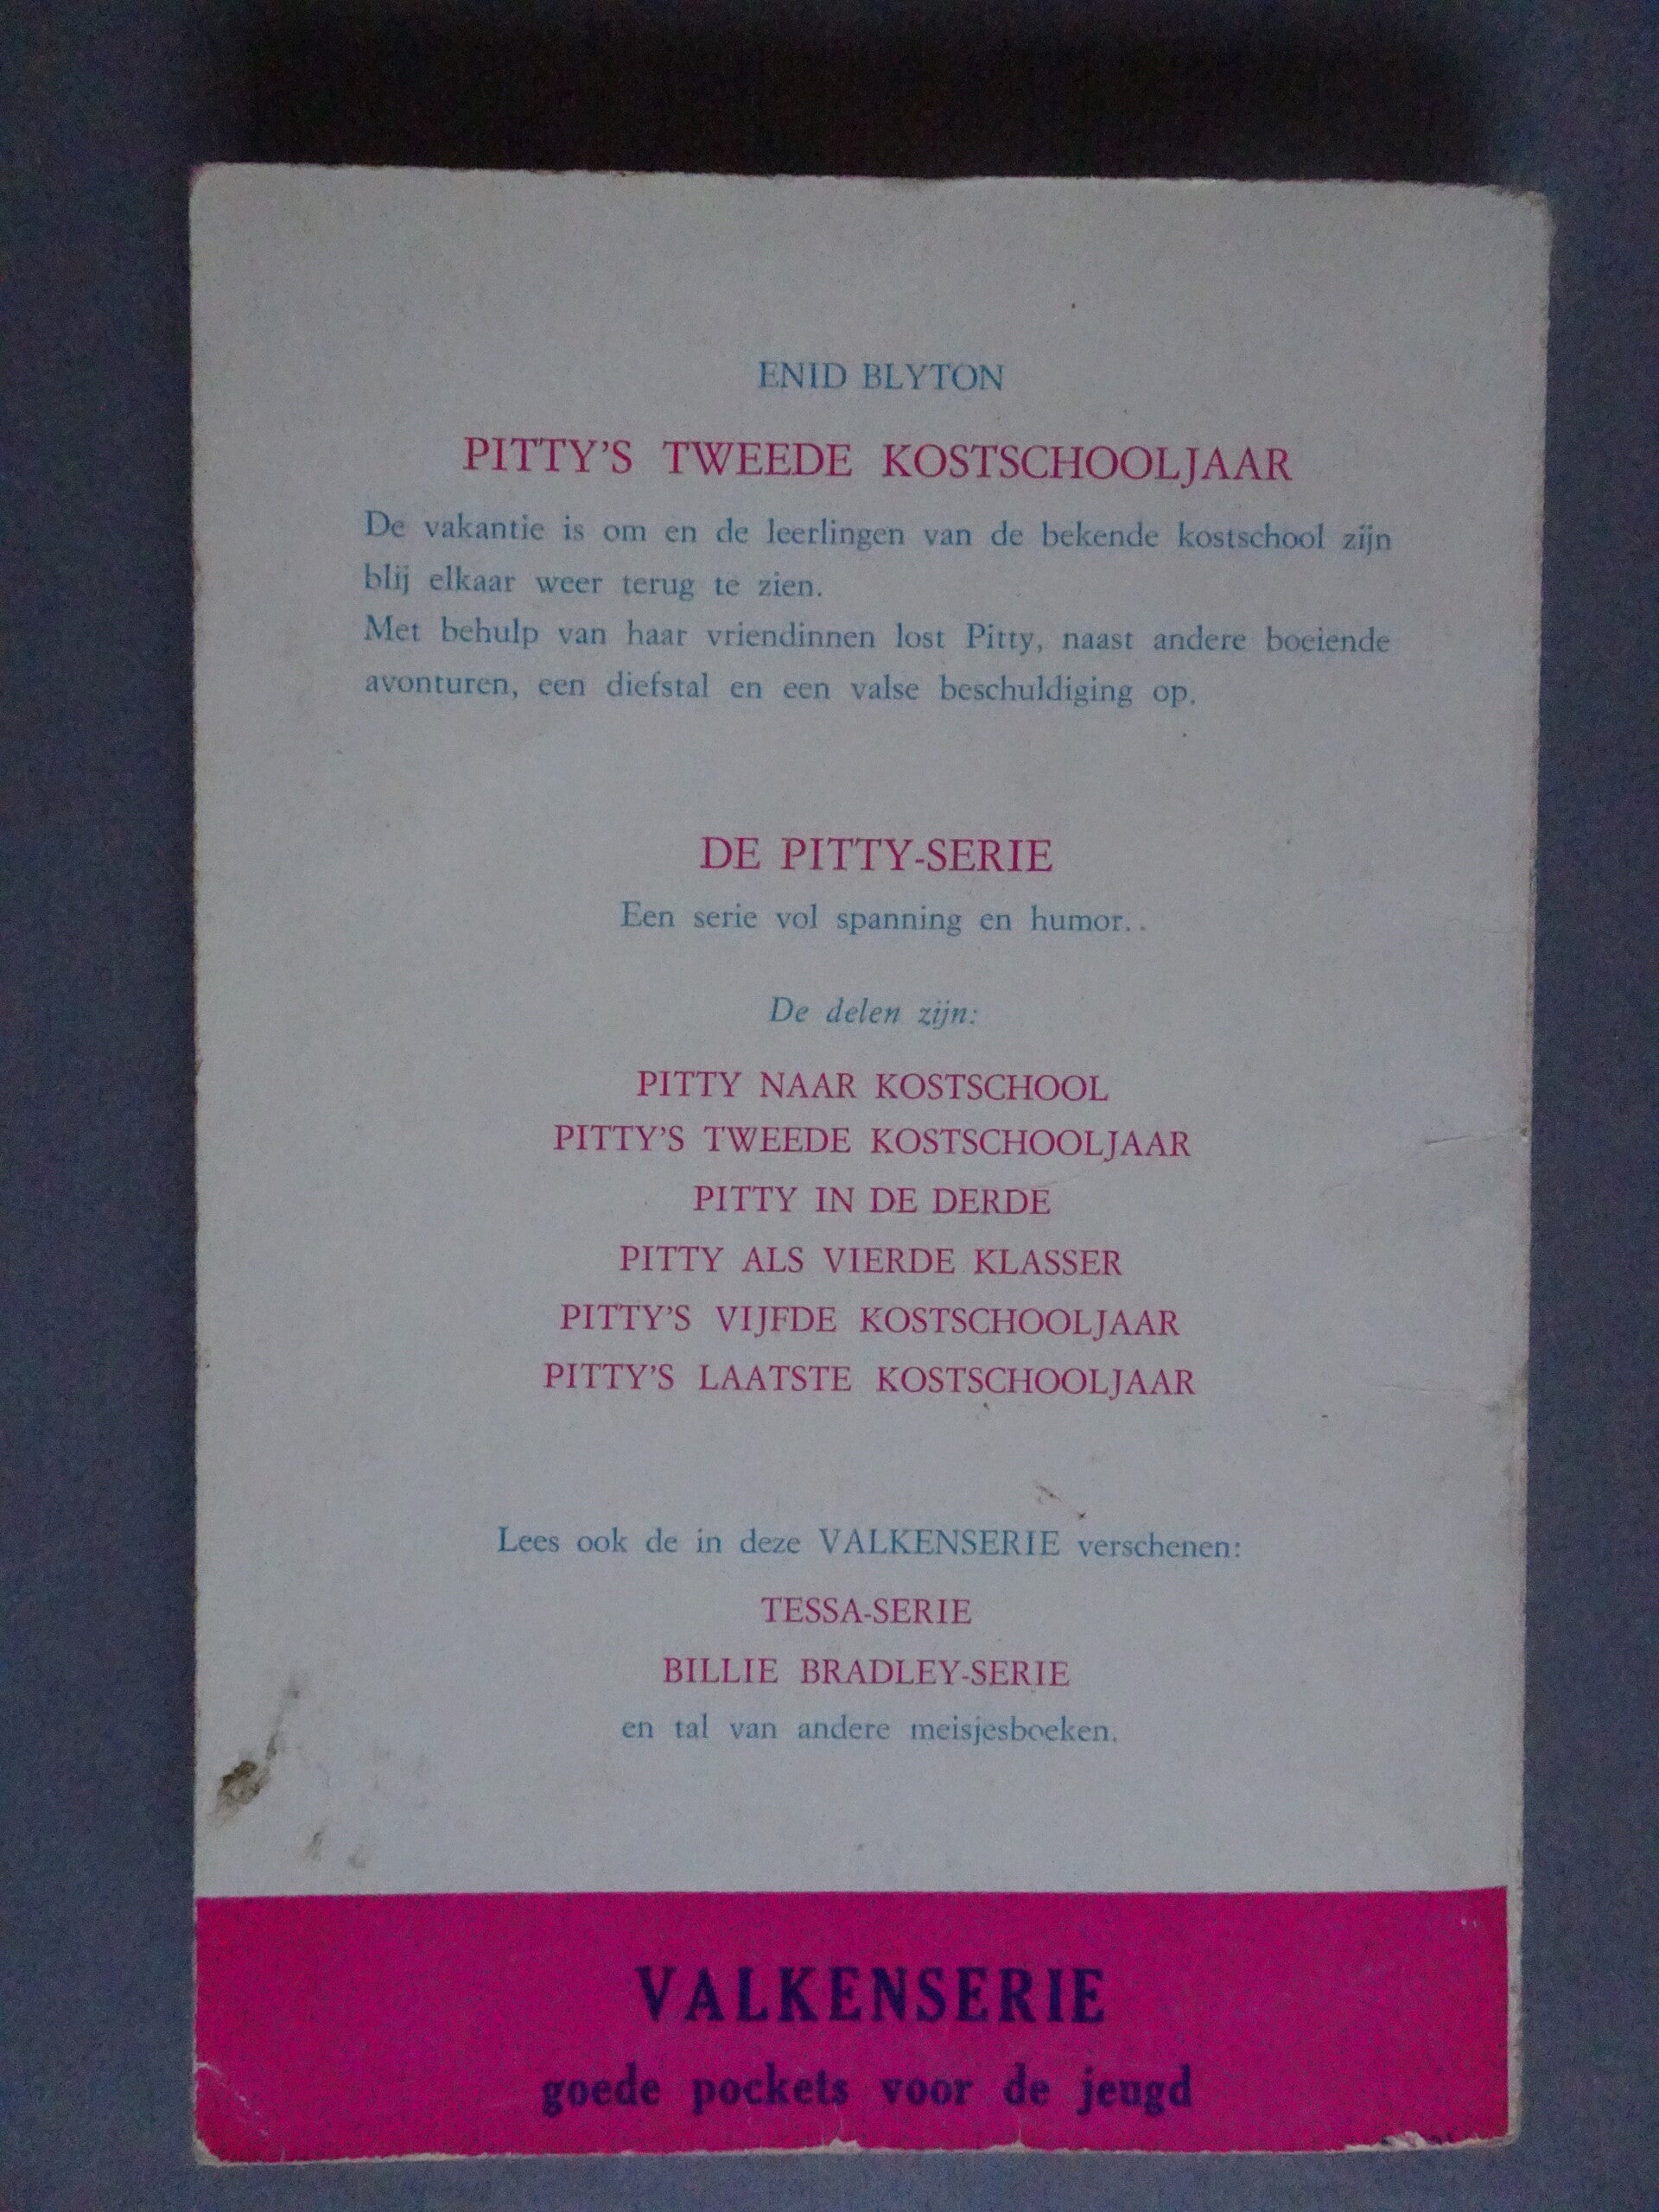 ENID BLYTON
PITTY'S TWEEDE KOSTSCHOOLJAAR
De vakantie is om en de leerlingen van de bekende kostschool zijn
blij elkaar weer terug te zien.
Met behulp van haar vriendinnen lost Pitty, naast andere boeiende
avonturen, een diefstal en een valse beschuldiging op.
DE PITTY-SERIE
Een serie vol spanning en humor..
De delen zijn:
PITTY NAAR KOSTSCHOOL
PITTY'S TWEEDE KOSTSCHOOLJAAR
PITTY IN DE DERDE
PITTY ALS VIERDE KLASSER
PITTY'S VIJFDE KOSTSCHOOLJAAR
PITTY'S LAATSTE KOSTSCHOOLJAAR
Lees ook de in deze VALKENSERIE verschenen:
TESSA-SERIE
BILLIE BRADLEY-SERIE
en tal van andere meisjesboeken.
VALKENSERIE
goede pockets voor de jeugd